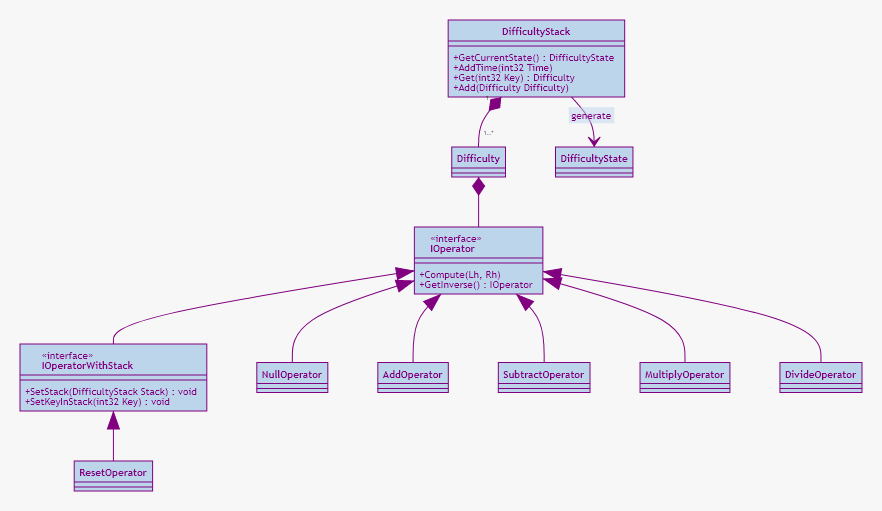 DifficultyStack
+GetCurrentState() : DifficultyState
+AddTime(int32 Time)
+Get(int32 Key) : Difficulty
+Add(Difficulty Difficulty)
1
generate
1..*
Difficulty
DifficultyState
«interface»
IOperator
+Compute(Lh, Rh)
+GetInverse() : IOperator
«interface»
IOperatorWithStack
+SetStack(DifficultyStack Stack) : void
+SetKeyInStack(int32 Key) : void
NullOperator
AddOperator
SubtractOperator
MultiplyOperator
DivideOperator
ResetOperator